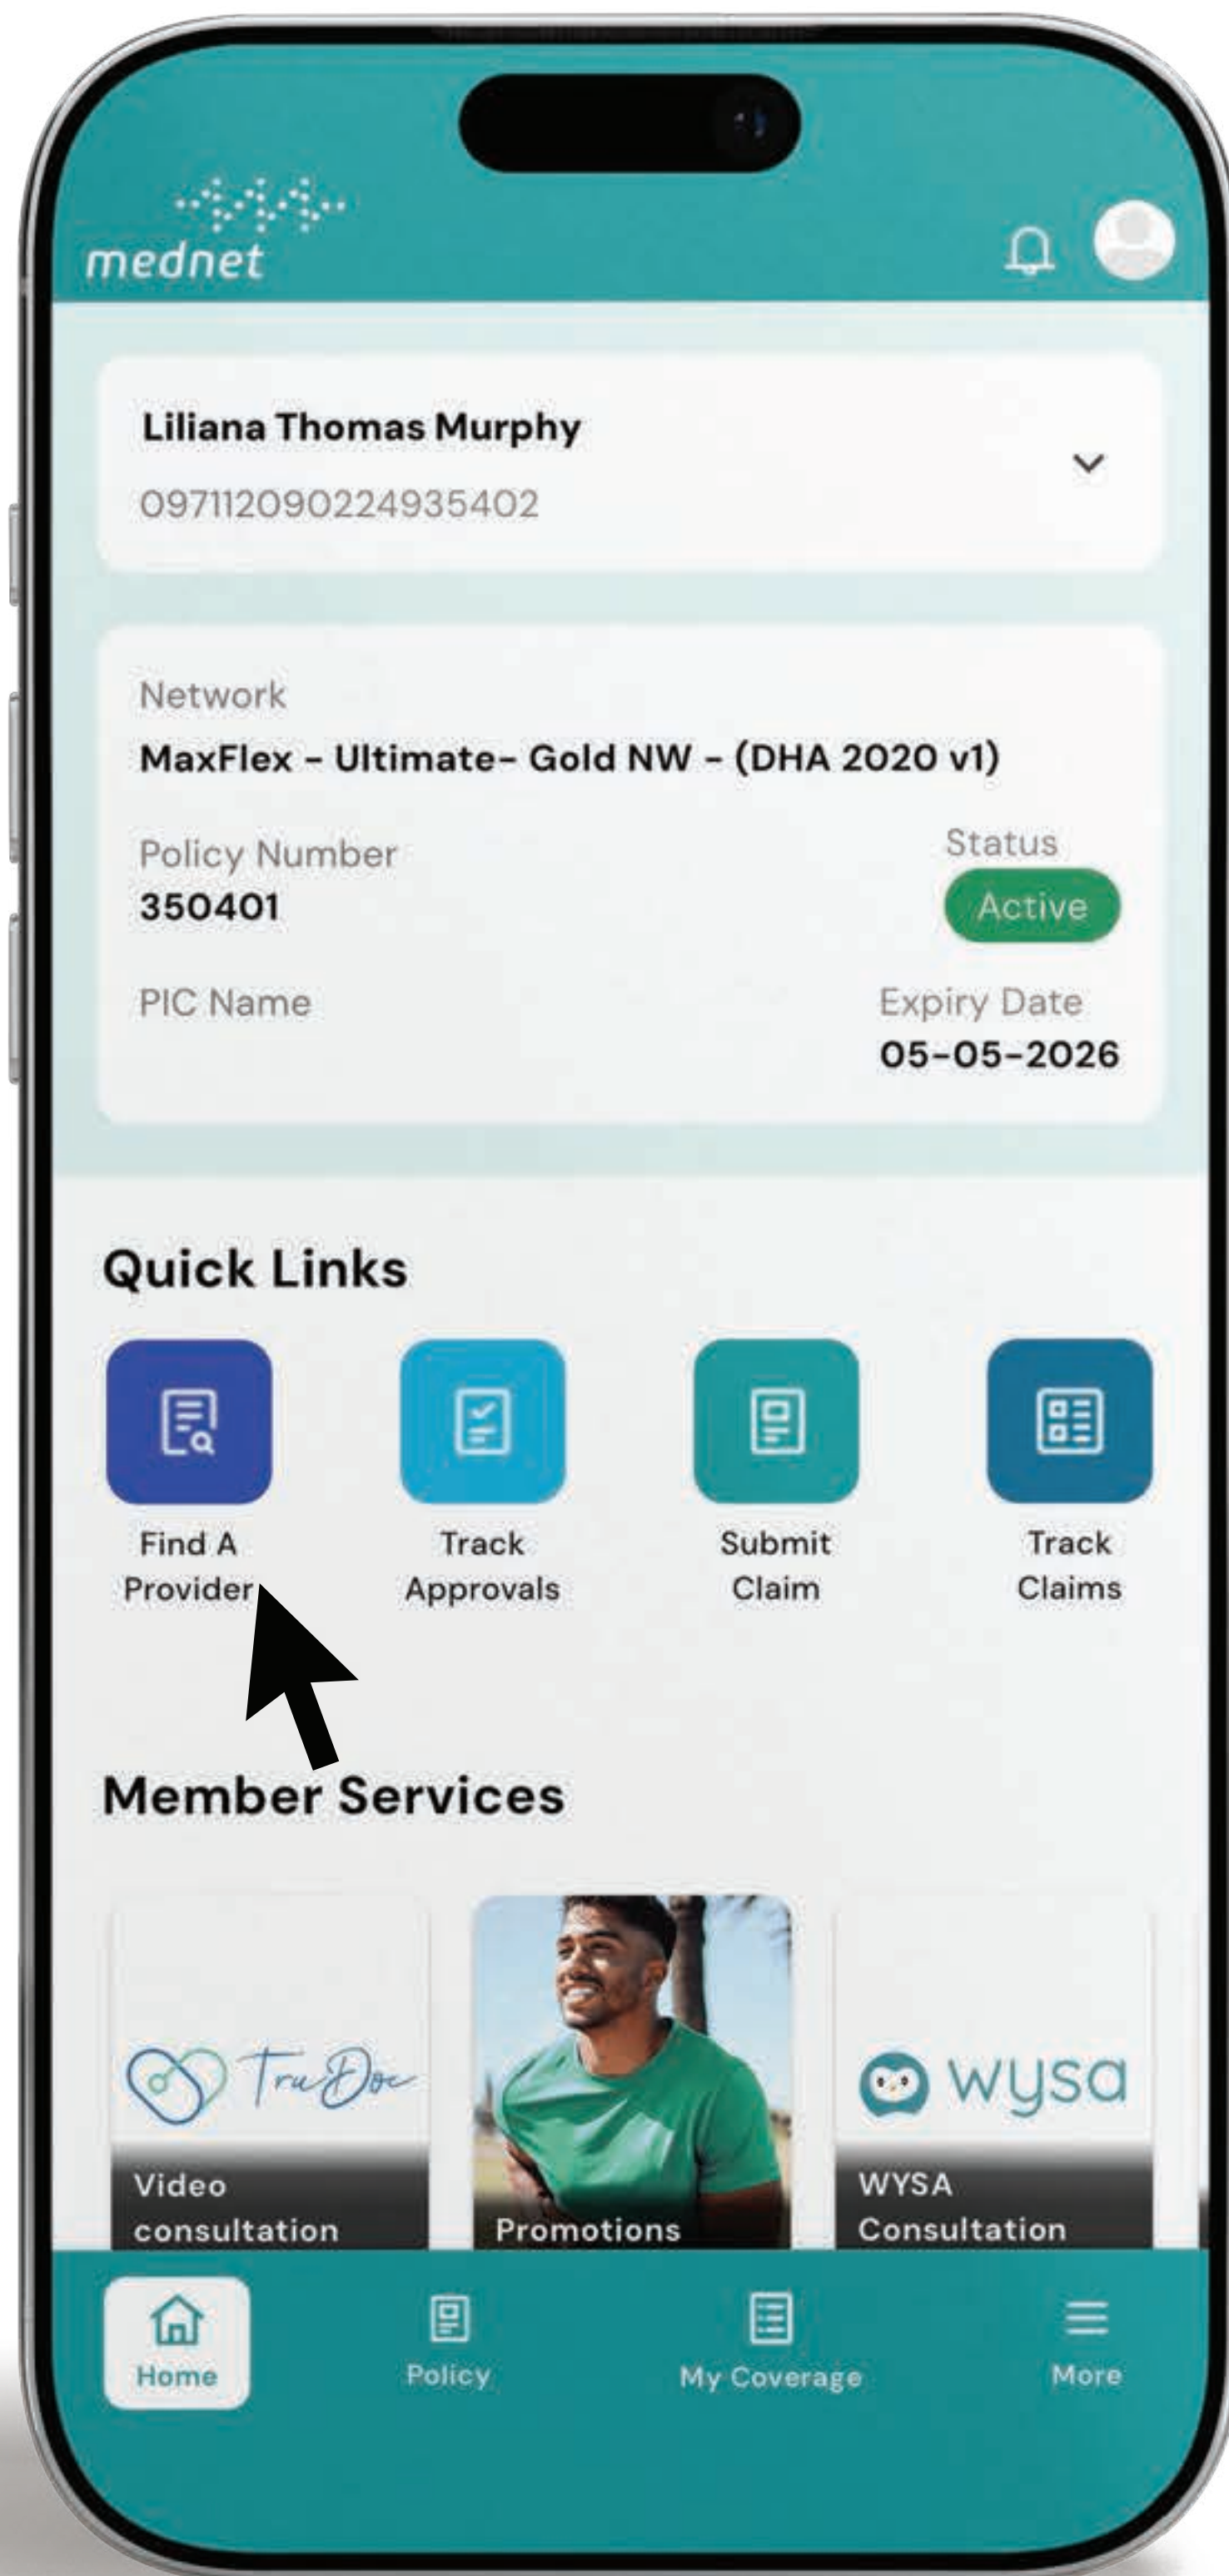 mednet
Liliana Thomas Murphy
097112090224935402
Network
MaxFlex - Ultimate- Gold NW - (DHA 2020 v1)
Policy Number
350401
Status
Active
PIC Name
Expiry Date
05-05-2026
Quick Links
Find A
Provider
Track
Approvals
Submit
Claim
Track
Claims
Member Services
TruDoc
Video
consultation
Promotions
wysa
WYSA
Consultation
Home
Policy
My Coverage
More